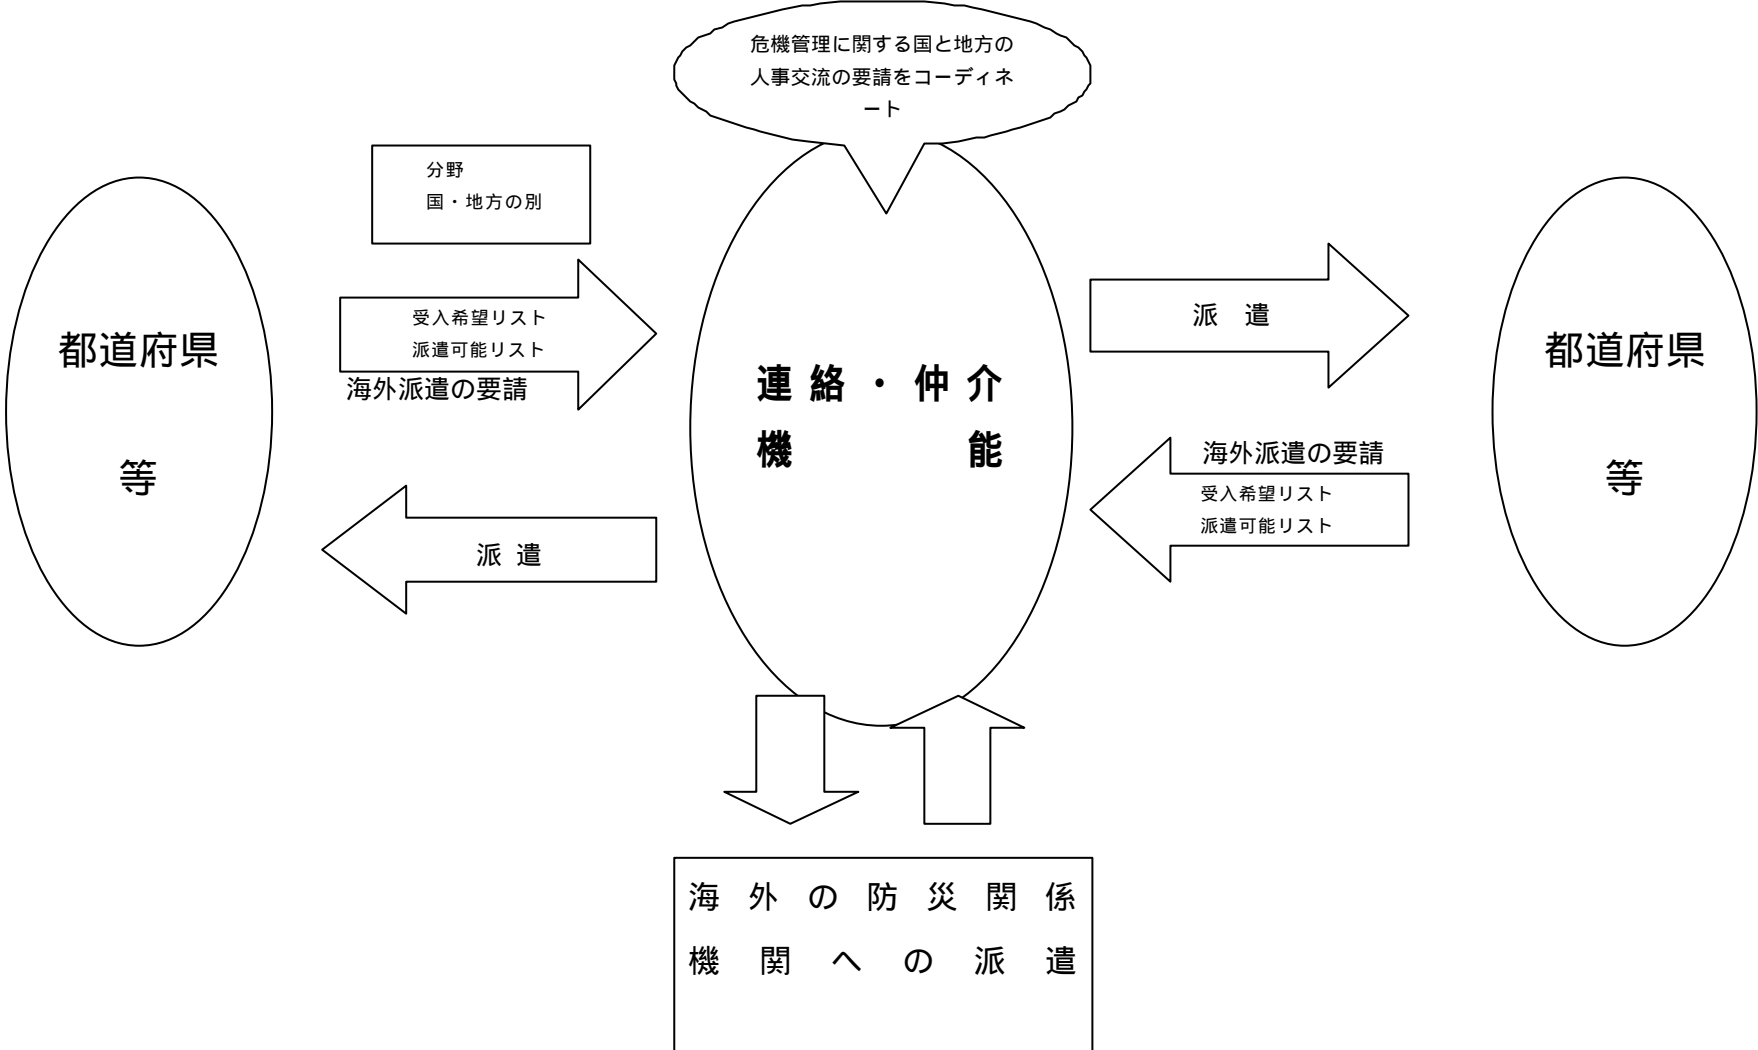 危機管理に関する国と地方の
人事交流の要請をコーディネ
ート
分野
国・地方の別
都道府県
等
受入希望リスト
派遣可能リスト
海外派遣の要請
派遣
連絡・仲介
機能
派遣
海外派遣の要請
受入希望リスト
派遣可能リスト
都道府県
等
海外の防災関係
機関への派遣